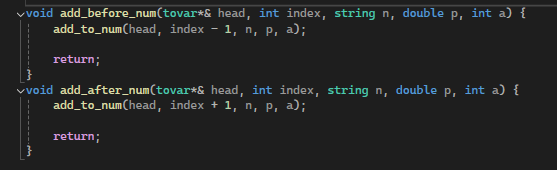 void add_before_num(tovar*& head, int index, string n, double p, int a) {
    add_to_num(head, index - 1, n, p, a);
    return;
}
void add_after_num(tovar*& head, int index, string n, double p, int a) {
    add_to_num(head, index + 1, n, p, a);
    return;
}